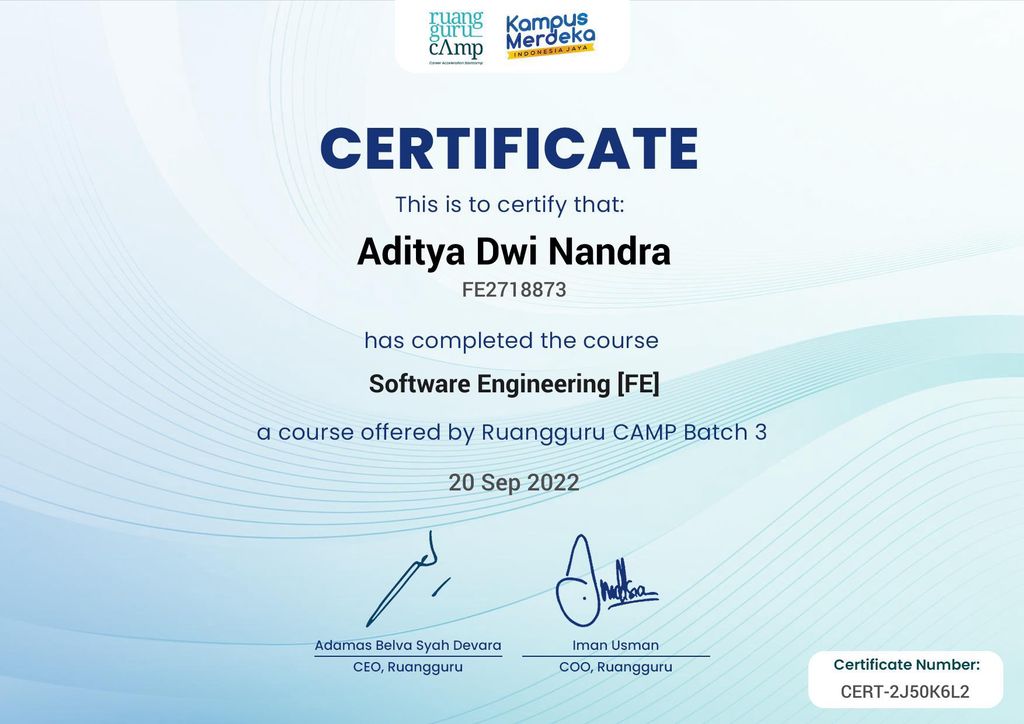 ruang
guru
cAmp
Career Acceleration Bootcamp
Kampus
Merdeka
INDONESIA JAYA
CERTIFICATE
This is to certify that:
Aditya Dwi Nandra
FE2718873
has completed the course
Software Engineering [FE]
a course offered by Ruangguru CAMP Batch 3
20 Sep 2022
Adamas Belva Syah Devara
CEO, Ruangguru
Iman Usman
COO, Ruangguru
Certificate Number:
CERT-2J50K6L2